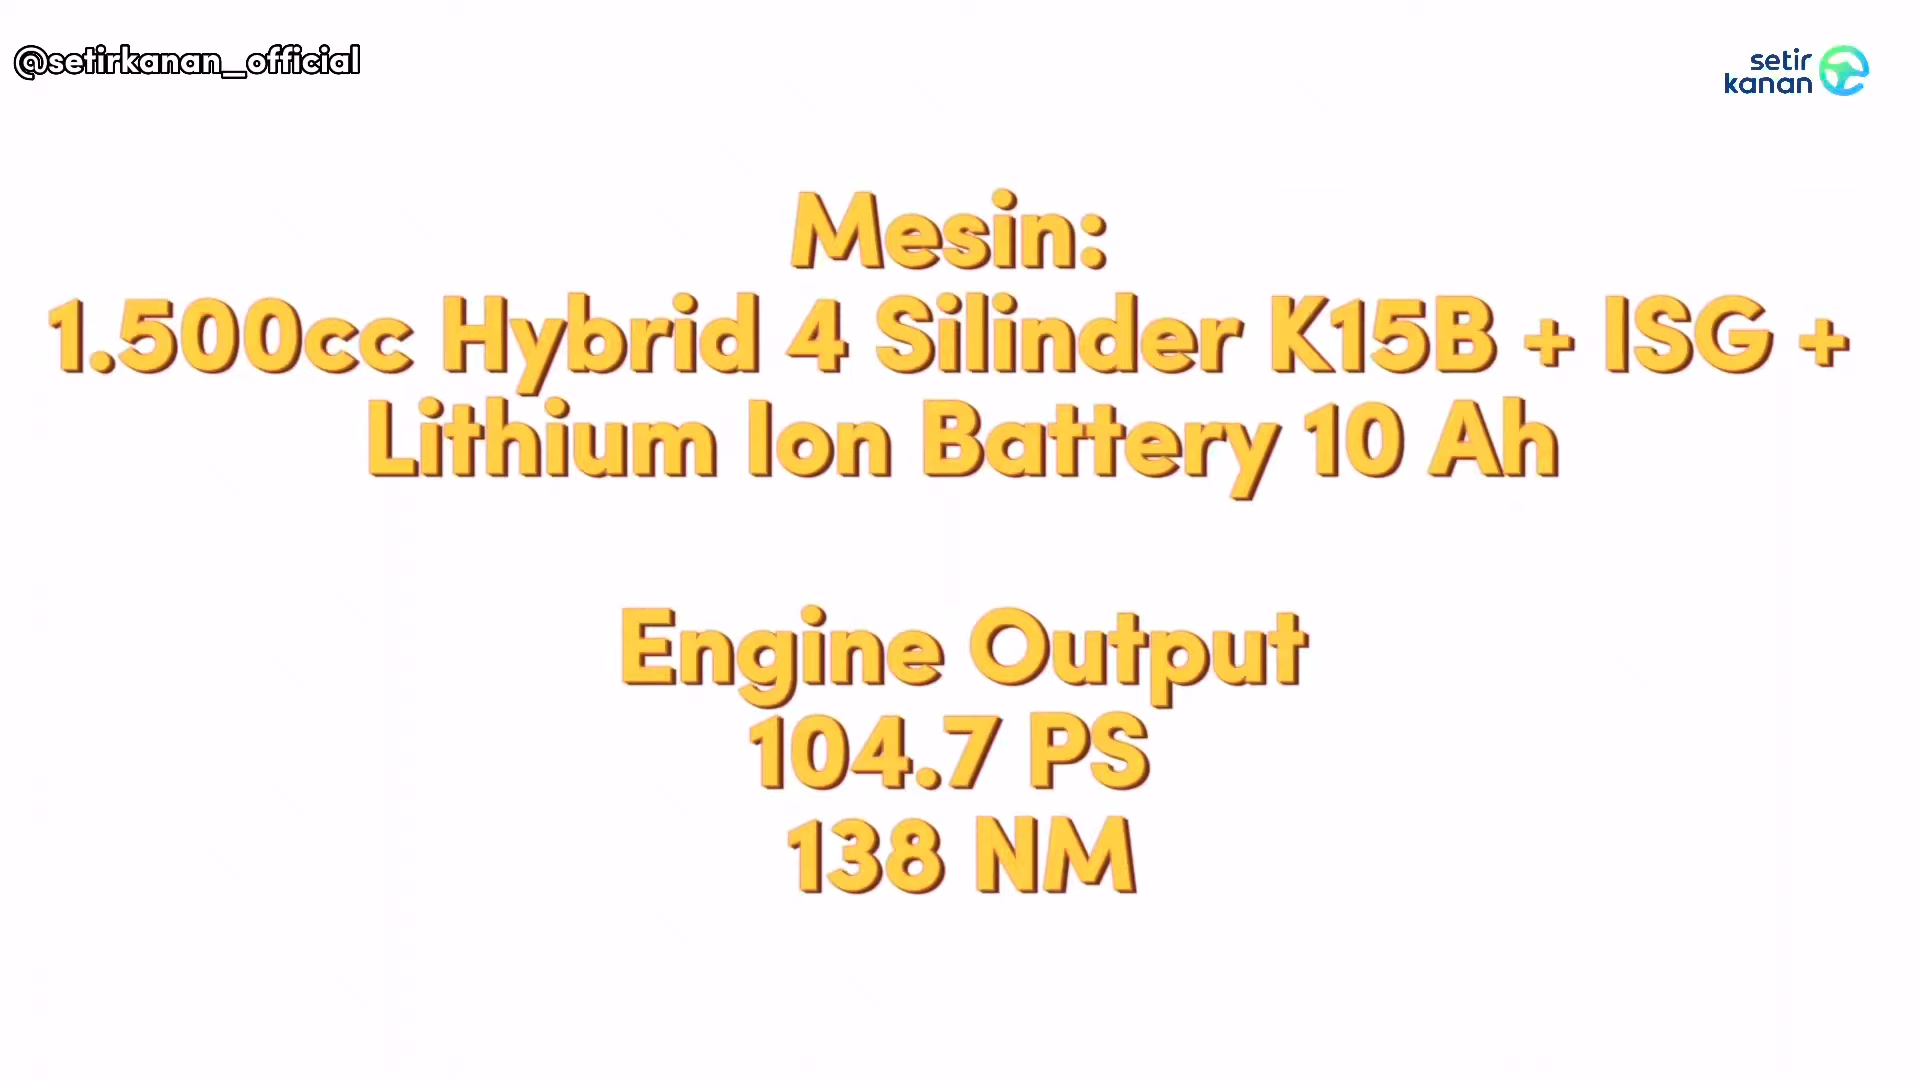 @setirkanan_official
setir
kanan
Mesin:
1.500cc Hybrid 4 Silinder K15B + ISG +
Lithium Ion Battery 10 Ah
Engine Output
104.7 PS
138 NM